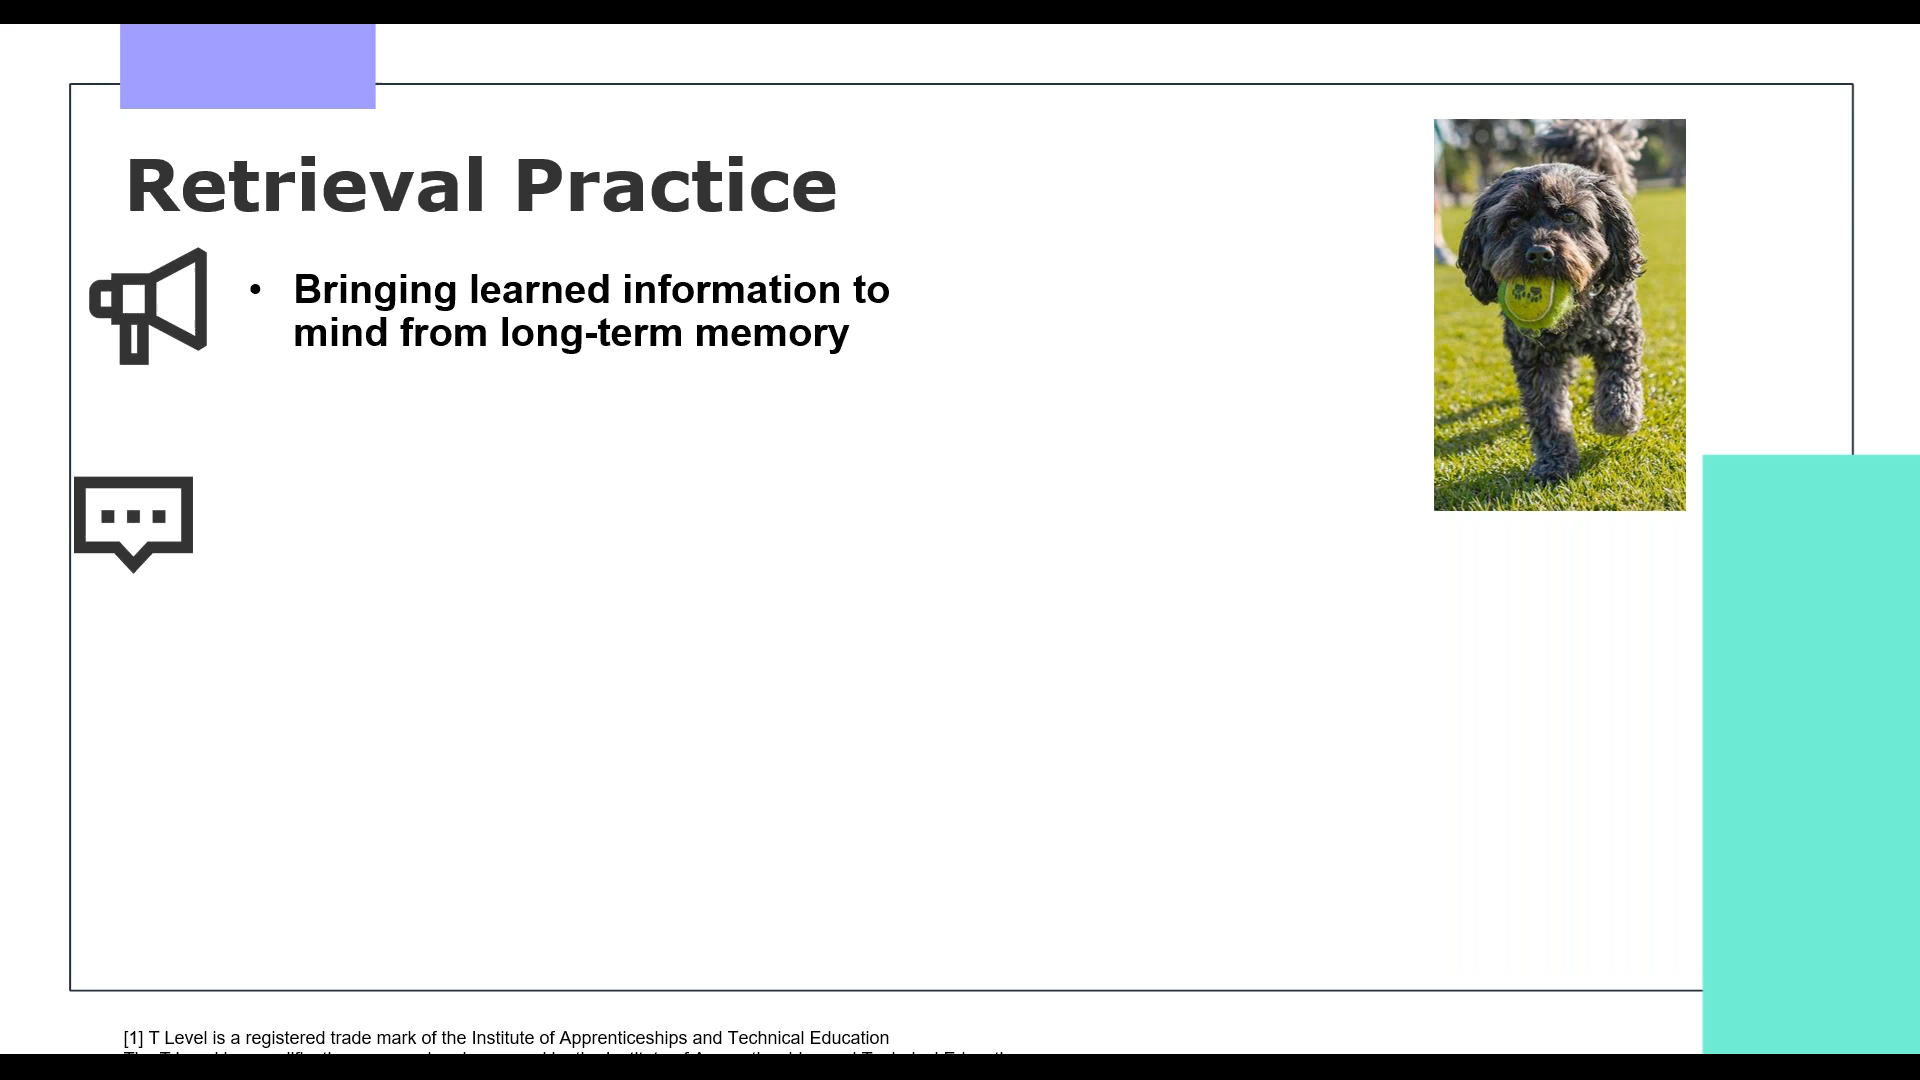 Retrieval Practice
• Bringing learned information to
mind from long-term memory
[1] T Level is a registered trade mark of the Institute of Apprenticeships and Technical Education